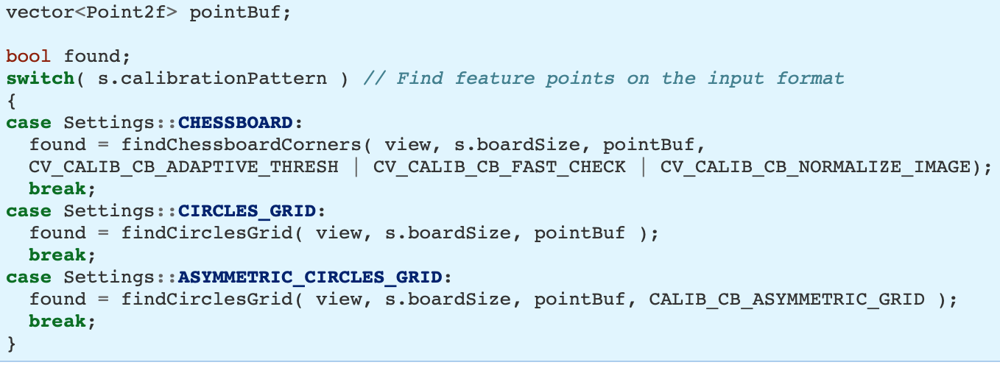 vector<Point2f> pointBuf;

bool found;
switch( s.calibrationPattern ) // Find feature points on the input format
{
case Settings::CHESSBOARD:
  found = findChessboardCorners( view, s.boardSize, pointBuf,
  CV_CALIB_CB_ADAPTIVE_THRESH | CV_CALIB_CB_FAST_CHECK | CV_CALIB_CB_NORMALIZE_IMAGE);
  break;
case Settings::CIRCLES_GRID:
  found = findCirclesGrid( view, s.boardSize, pointBuf );
  break;
case Settings::ASYMMETRIC_CIRCLES_GRID:
  found = findCirclesGrid( view, s.boardSize, pointBuf, CALIB_CB_ASYMMETRIC_GRID );
  break;
}